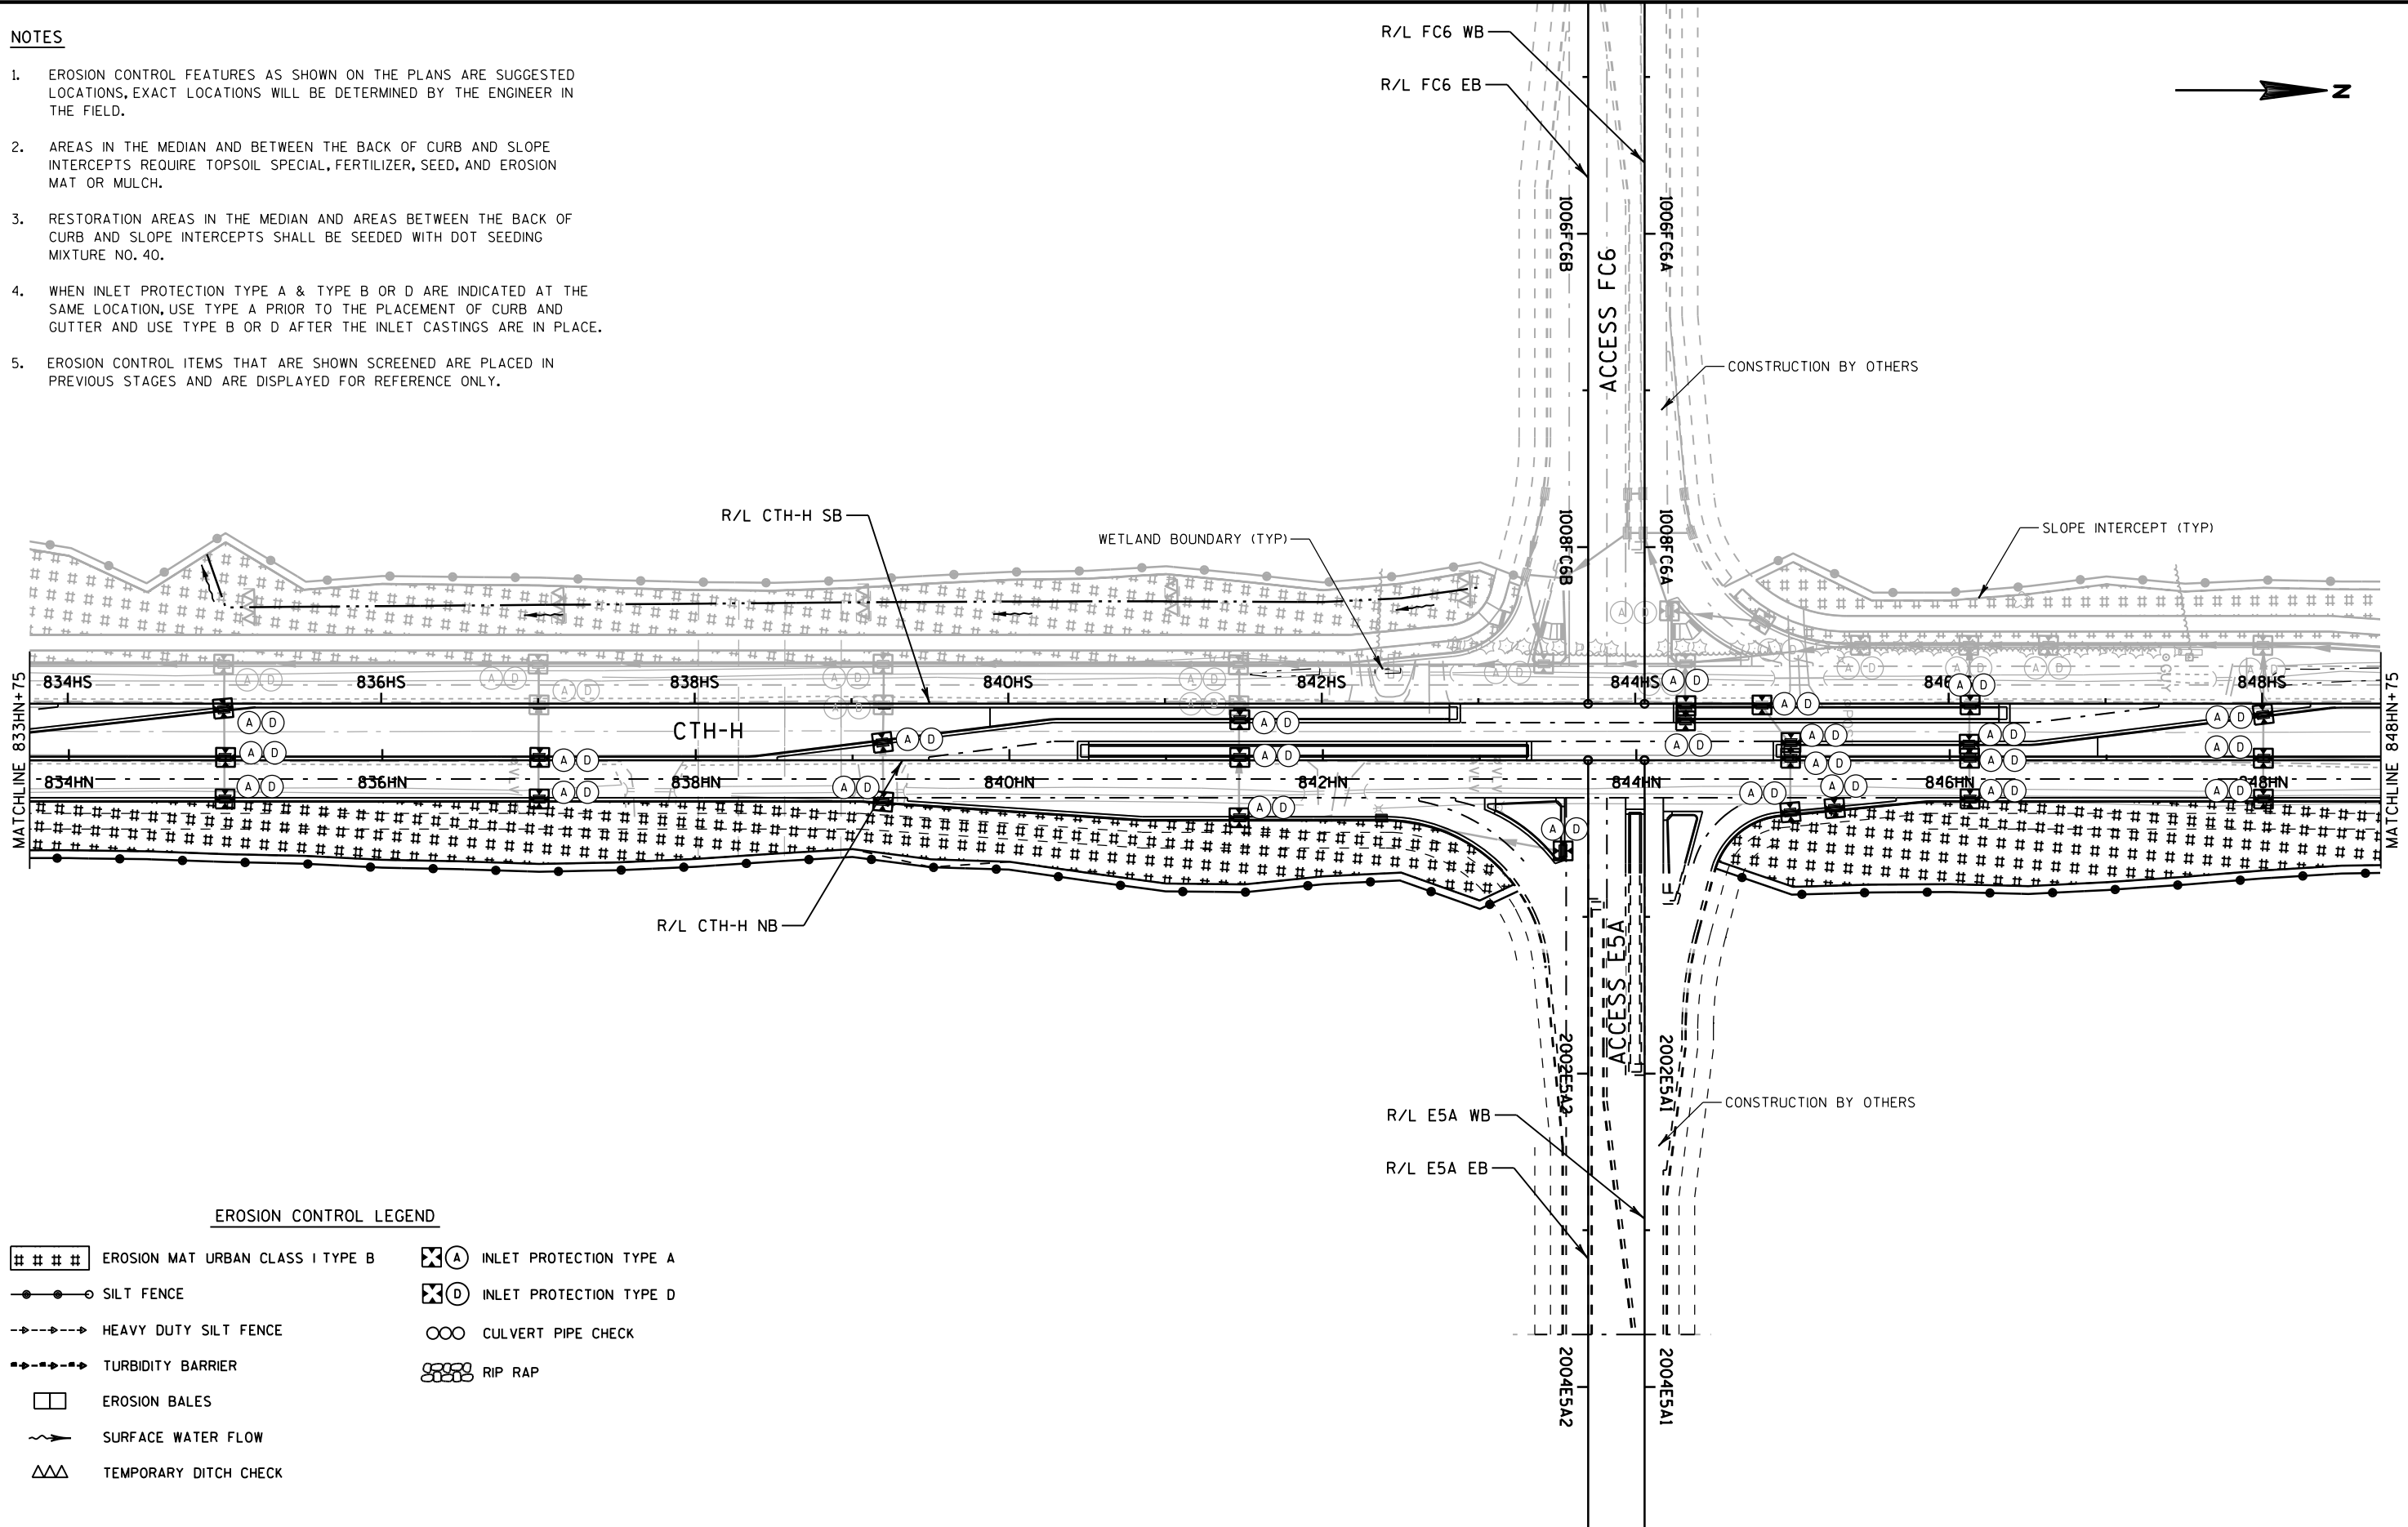 NOTES
1. EROSION CONTROL FEATURES AS SHOWN ON THE PLANS ARE SUGGESTED
LOCATIONS, EXACT LOCATIONS WILL BE DETERMINED BY THE ENGINEER IN
THE FIELD.
2. AREAS IN THE MEDIAN AND BETWEEN THE BACK OF CURB AND SLOPE
INTERCEPTS REQUIRE TOPSOIL SPECIAL, FERTILIZER, SEED, AND EROSION
MAT OR MULCH.
3. RESTORATION AREAS IN THE MEDIAN AND AREAS BETWEEN THE BACK OF
CURB AND SLOPE INTERCEPTS SHALL BE SEEDED WITH DOT SEEDING
MIXTURE NO. 40.
4. WHEN INLET PROTECTION TYPE A & TYPE B OR D ARE INDICATED AT THE
SAME LOCATION, USE TYPE A PRIOR TO THE PLACEMENT OF CURB AND
GUTTER AND USE TYPE B OR D AFTER THE INLET CASTINGS ARE IN PLACE.
5. EROSION CONTROL ITEMS THAT ARE SHOWN SCREENED ARE PLACED IN
PREVIOUS STAGES AND ARE DISPLAYED FOR REFERENCE ONLY.
R/L FC6 WB
R/L FC6 EB
N
1006FC6B
1006FC6A
ACCESS FC6
CONSTRUCTION BY OTHERS
R/L CTH-H SB
WETLAND BOUNDARY (TYP)
1008FC6B
1008FC6A
SLOPE INTERCEPT (TYP)
MATCHLINE 833HN+75
834HS 836HS 838HS 840HS 842HS 844HS 848HS
A D
CTH-H
834HN 836HN 838HN 840HN 842HN 844HN 846HN 848HN
MATCHLINE 848HN+75
R/L CTH-H NB
ACCESS E5A
2002E5A2
2002E5A1
R/L E5A WB
R/L E5A EB
CONSTRUCTION BY OTHERS
2004E5A2
2004E5A1
EROSION CONTROL LEGEND
EROSION MAT URBAN CLASS I TYPE B
SILT FENCE
HEAVY DUTY SILT FENCE
TURBIDITY BARRIER
EROSION BALES
SURFACE WATER FLOW
TEMPORARY DITCH CHECK
A INLET PROTECTION TYPE A
D INLET PROTECTION TYPE D
CULVERT PIPE CHECK
RIP RAP